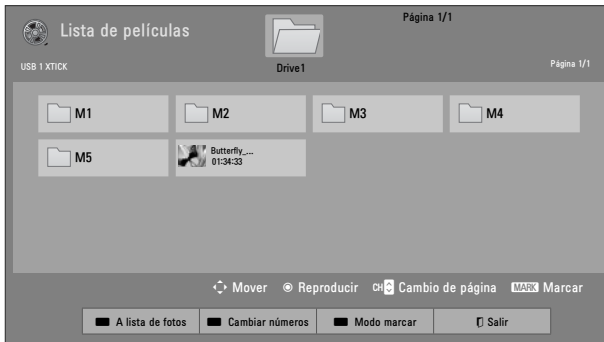 Lista de películas
Página 1/1
USB 1 XTICK
Drive1
Página 1/1
M1
M2
M3
M4
M5
Butterfly_...
01:34:33
Mover
Reproducir
CH Cambio de página
MARK Marcar
A lista de fotos
Cambiar números
Modo marcar
Salir